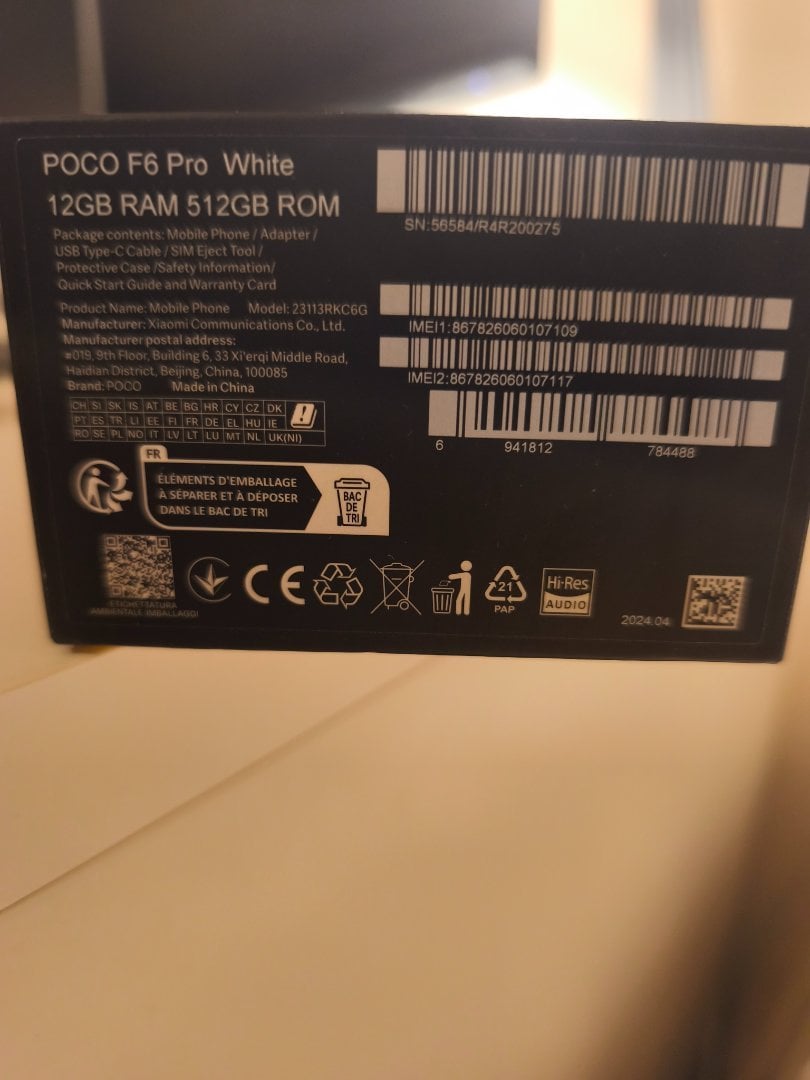 POCO F6 Pro White
12GB RAM 512GB ROM
Package contents: Mobile Phone / Adapter /
USB Type-C Cable / SIM Eject Tool /
Protective Case /Safety Information/
Quick Start Guide and Warranty Card
Product Name: Mobile Phone Model: 23113RKC6G
Manufacturer: Xiaomi Communications Co., Ltd.
Manufacturer postal address:
#019, 9th Floor, Building 6, 33 Xi'erqi Middle Road,
Haidian District, Beijing, China, 100085
Brand: POCO Made in China
CH SI SK IS AT BE BG HR CY CZ DK
PT ES TR LI EE FI FR DE EL HU IE
RO SE PL NO IT LV LT LU MT NL UK(NI)
SN:56584/R4R200275
IMEI1:867826060107109
IMEI2:867826060107117
6 941812 784488
FR
ÉLÉMENTS D'EMBALLAGE
À SÉPARER ET À DÉPOSER
DANS LE BAC DE TRI
BAC
DE
TRI
ETICHETTATURA
AMBIENTALE IMBALLAGGI
CE
21
PAP
Hi-Res
AUDIO
2024.04